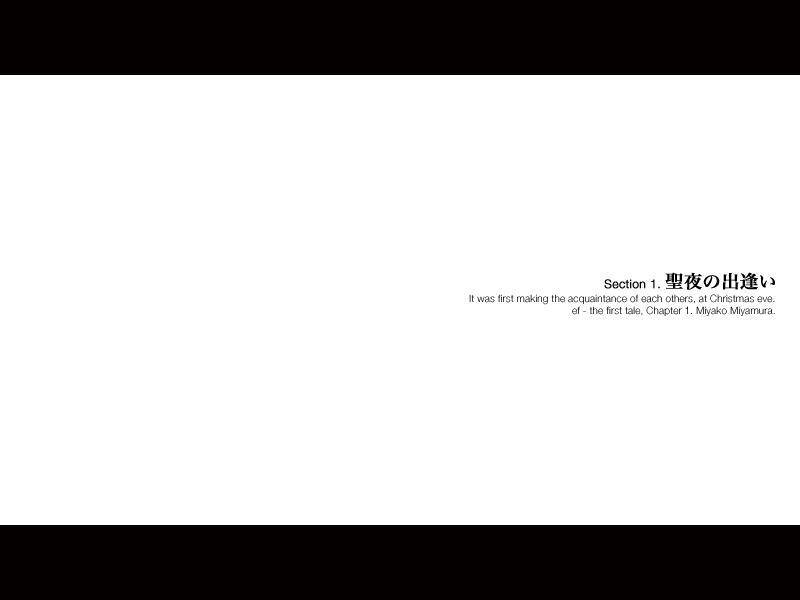 Section 1. 聖夜の出逢い
It was first making the acquaintance of each others, at Christmas eve.
ef - the first tale, Chapter 1. Miyako Miyamura.